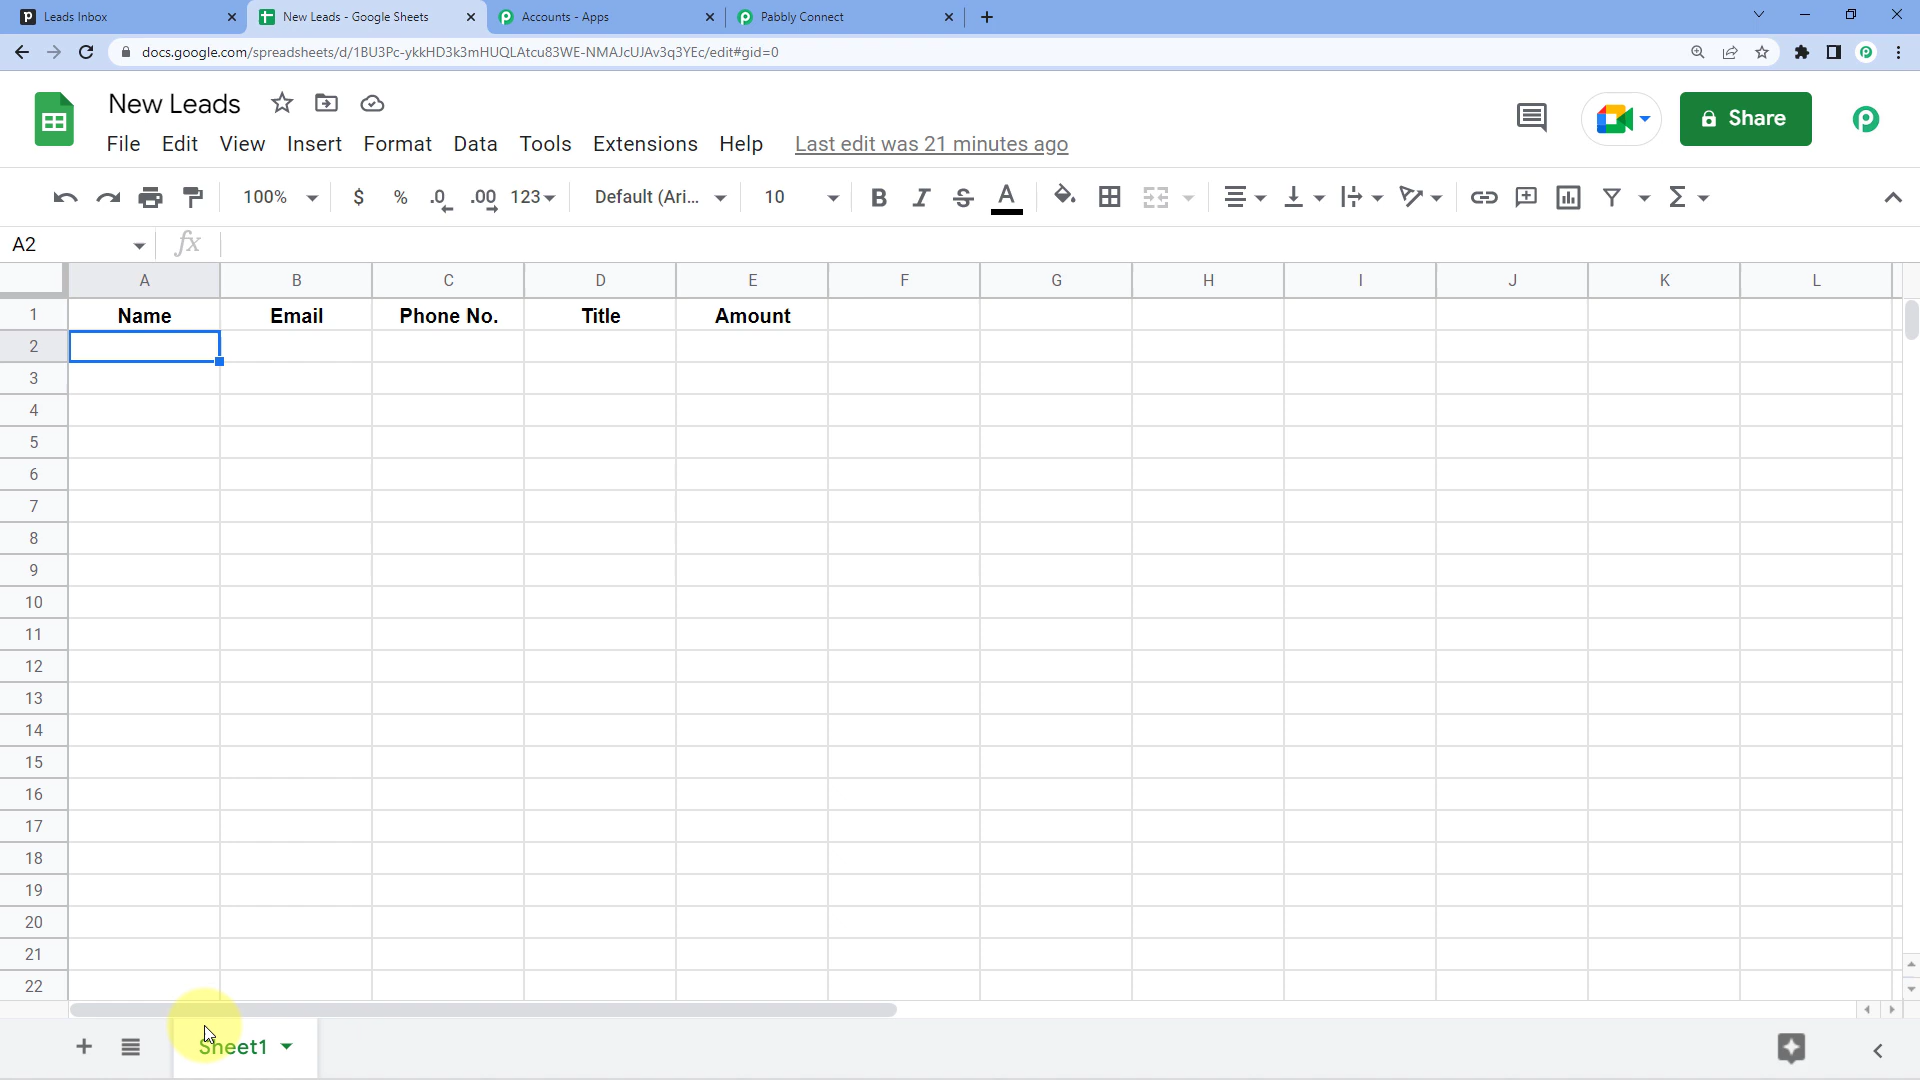 Leads Inbox
New Leads - Google Sheets
Accounts - Apps
Pabbly Connect
docs.google.com/spreadsheets/d/1BU3Pc-ykkHD3k3mHUQLAtcu83WE-NMAJcUJAv3q3YEc/edit#gid=0
New Leads
File Edit View Insert Format Data Tools Extensions Help Last edit was 21 minutes ago
Share
100% $ % .0 .00 123 Default (Ari... 10 B I S A
A2 fx
A B C D E F G H I J K L
1 Name Email Phone No. Title Amount
2
3
4
5
6
7
8
9
10
11
12
13
14
15
16
17
18
19
20
21
22
Sheet1